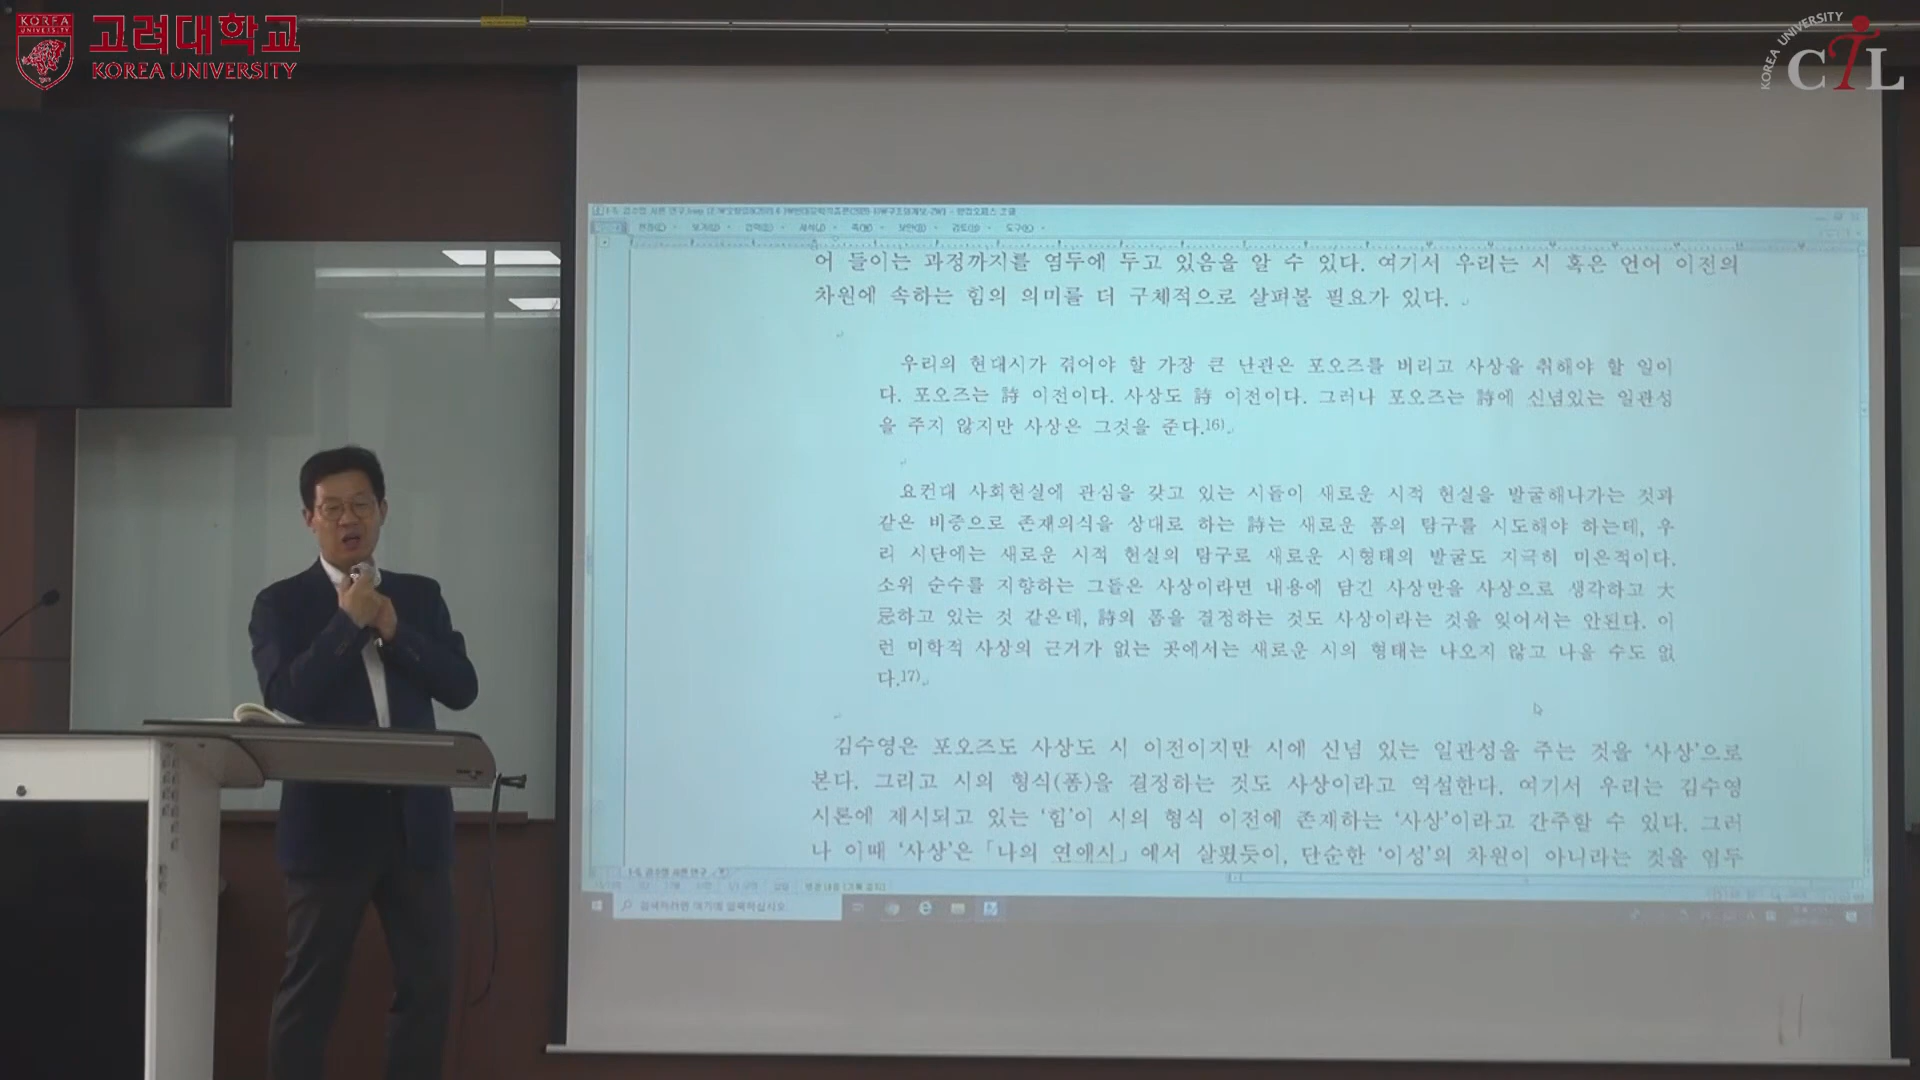 KOREA
UNIVERSITY
고려대학교
KOREA UNIVERSITY
KOREA UNIVERSITY
CTL
어 들이는 과정까지를 염두에 두고 있음을 알 수 있다. 여기서 우리는 시 혹은 언어 이전의
차원에 속하는 힘의 의미를 더 구체적으로 살펴볼 필요가 있다.
우리의 현대시가 겪어야 할 가장 큰 난관은 포오즈를 버리고 사상을 취해야 할 일이
다. 포오즈는 詩 이전이다. 사상도 詩 이전이다. 그러나 포오즈는 詩에 신념있는 일관성
을 주지 않지만 사상은 그것을 준다.16)
요컨대 사회현실에 관심을 갖고 있는 시들이 새로운 시적 현실을 발굴해나가는 것과
같은 비중으로 존재의식을 상대로 하는 詩는 새로운 폼의 탐구를 시도해야 하는데, 우
리 시단에는 새로운 시적 현실의 탐구로 새로운 시형태의 발굴도 지극히 미온적이다.
소위 순수를 지향하는 그들은 사상이라면 내용에 담긴 사상만을 사상으로 생각하고 大
忌하고 있는 것 같은데, 詩의 폼을 결정하는 것도 사상이라는 것을 잊어서는 안된다. 이
런 미학적 사상의 근거가 없는 곳에서는 새로운 시의 형태는 나오지 않고 나올 수도 없
다.17)
김수영은 포오즈도 사상도 시 이전이지만 시에 신념 있는 일관성을 주는 것을 '사상'으로
본다. 그리고 시의 형식(폼)을 결정하는 것도 사상이라고 역설한다. 여기서 우리는 김수영
시론에 제시되고 있는 '힘'이 시의 형식 이전에 존재하는 '사상'이라고 간주할 수 있다. 그러
나 이때 '사상'은 「나의 연애시」에서 살폈듯이, 단순한 '이성'의 차원이 아니라는 것을 염두
검색하려면 여기에 입력하십시오.